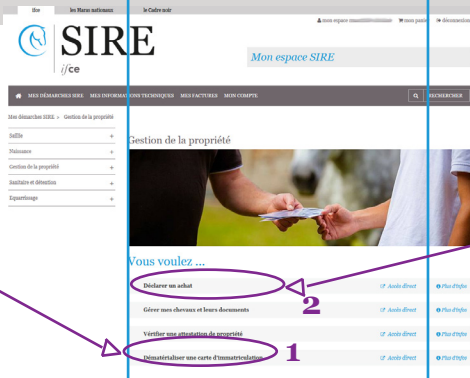 ifce les Haras nationaux le Cadre noir
mon espace mon panier déconnexion
SIRE
ifce
Mon espace SIRE
MES DÉMARCHES SIRE MES INFORMATIONS TECHNIQUES MES FACTURES MON COMPTE RECHERCHER
Mes démarches SIRE > Gestion de la propriété
Saillie +
Naissance +
Gestion de la propriété +
Sanitaire et détention +
Equarrissage +
Gestion de la propriété
Vous voulez ...
Déclarer un achat Accès direct Plus d'infos
2
Gérer mes chevaux et leurs documents Accès direct Plus d'infos
Vérifier une attestation de propriété Accès direct Plus d'infos
Dématérialiser une carte d'immatriculation 1 Accès direct Plus d'infos